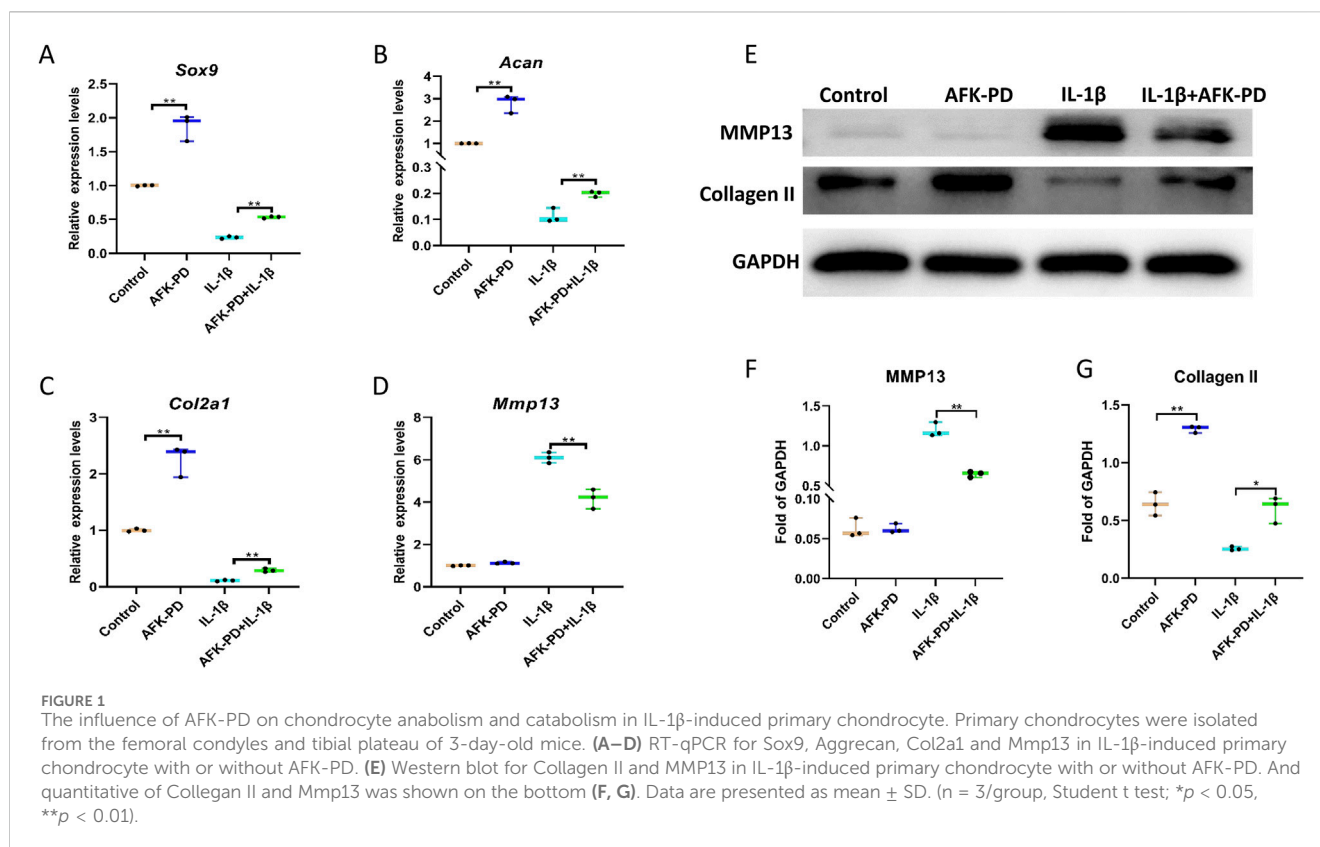 A
Sox9
Relative expression levels
2.5
2.0
1.5
1.0
0.5
0.0
**
**
Control
AFK-PD
IL-1β
AFK-PD+IL-1β
B
Acan
Relative expression levels
4
3
2
1
0.3
0.2
0.1
0.0
**
**
Control
AFK-PD
IL-1β
AFK-PD+IL-1β
E
Control AFK-PD IL-1β IL-1β+AFK-PD
MMP13
Collagen II
GAPDH
C
Col2a1
Relative expression levels
3
2
1
0
**
**
Control
AFK-PD
IL-1β
AFK-PD+IL-1β
D
Mmp13
Relative expression levels
8
6
4
2
0
**
Control
AFK-PD
IL-1β
AFK-PD+IL-1β
F
MMP13
Fold of GAPDH
1.5
1.0
0.5
0.10
0.05
0.00
**
Control
AFK-PD
IL-1β
AFK-PD+IL-1β
G
Collagen II
Fold of GAPDH
1.5
1.0
0.5
0.0
**
*
Control
AFK-PD
IL-1β
AFK-PD+IL-1β
FIGURE 1
The influence of AFK-PD on chondrocyte anabolism and catabolism in IL-1β-induced primary chondrocyte. Primary chondrocytes were isolated
from the femoral condyles and tibial plateau of 3-day-old mice. (A–D) RT-qPCR for Sox9, Aggrecan, Col2a1 and Mmp13 in IL-1β-induced primary
chondrocyte with or without AFK-PD. (E) Western blot for Collagen II and MMP13 in IL-1β-induced primary chondrocyte with or without AFK-PD. And
quantitative of Collegan II and Mmp13 was shown on the bottom (F, G). Data are presented as mean ± SD. (n = 3/group, Student t test; *p < 0.05,
**p < 0.01).